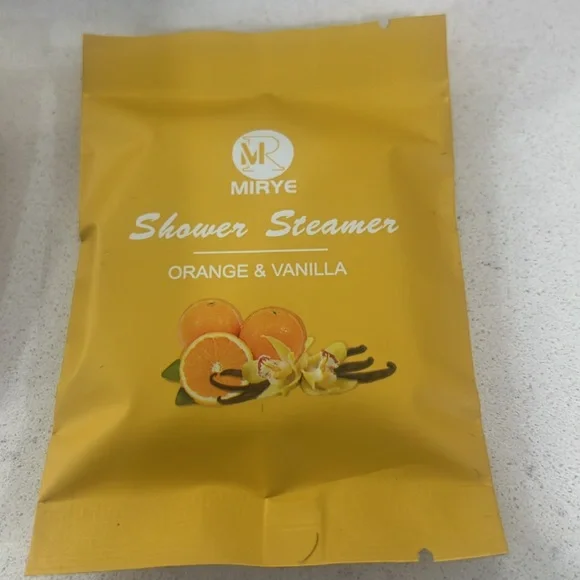 MR
MIRYE
Shower Steamer
ORANGE & VANILLA